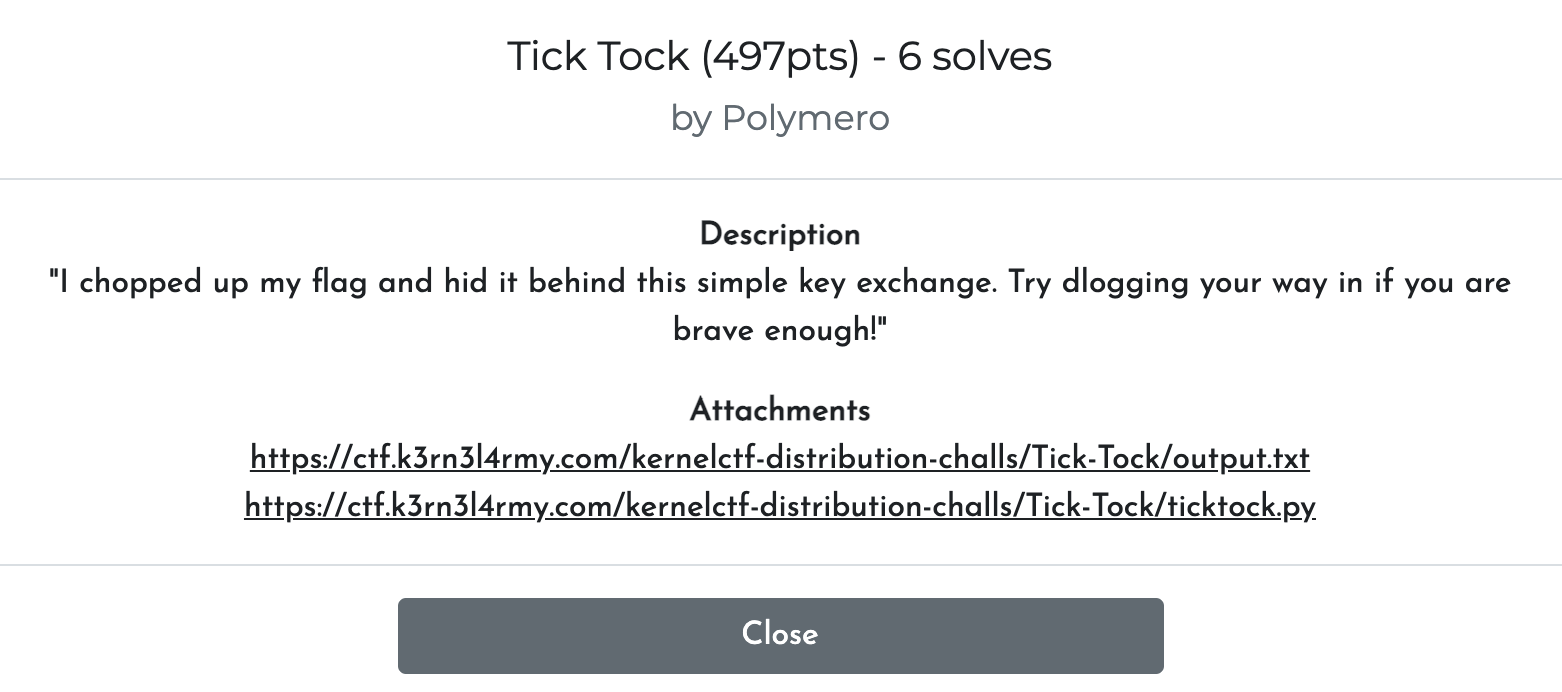 Tick Tock (497pts) - 6 solves
by Polymero
Description
"I chopped up my flag and hid it behind this simple key exchange. Try dlogging your way in if you are
brave enough!"
Attachments
https://ctf.k3rn3l4rmy.com/kernelctf-distribution-challs/Tick-Tock/output.txt
https://ctf.k3rn3l4rmy.com/kernelctf-distribution-challs/Tick-Tock/ticktock.py
Close